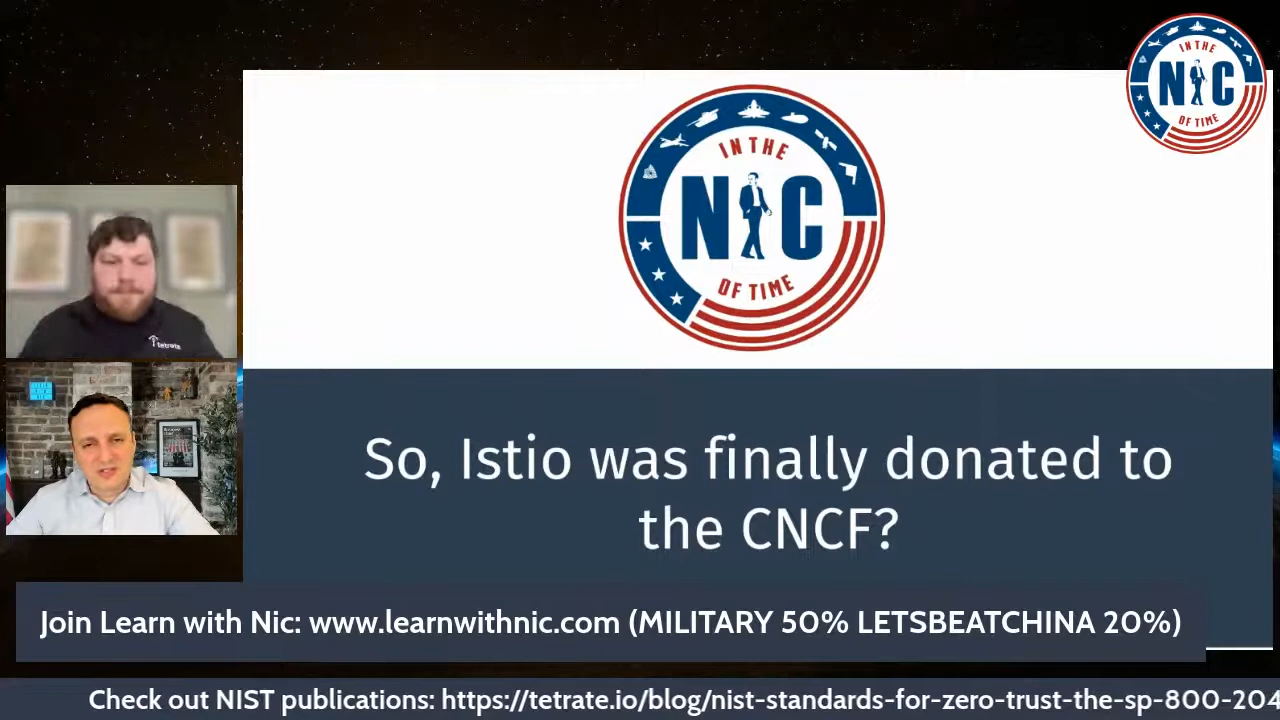 IN THE
NIC
OF TIME
IN THE
NIC
OF TIME
tetrate
So, Istio was finally donated to
the CNCF?
Join Learn with Nic: www.learnwithnic.com (MILITARY 50% LETSBEATCHINA 20%)
Check out NIST publications: https://tetrate.io/blog/nist-standards-for-zero-trust-the-sp-800-204